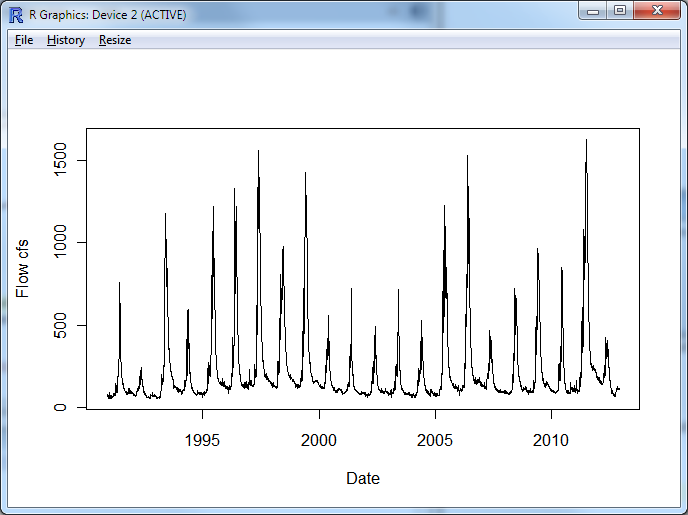 R Graphics: Device 2 (ACTIVE)
File History Resize
1500
1000
500
0
Flow cfs
1995 2000 2005 2010
Date